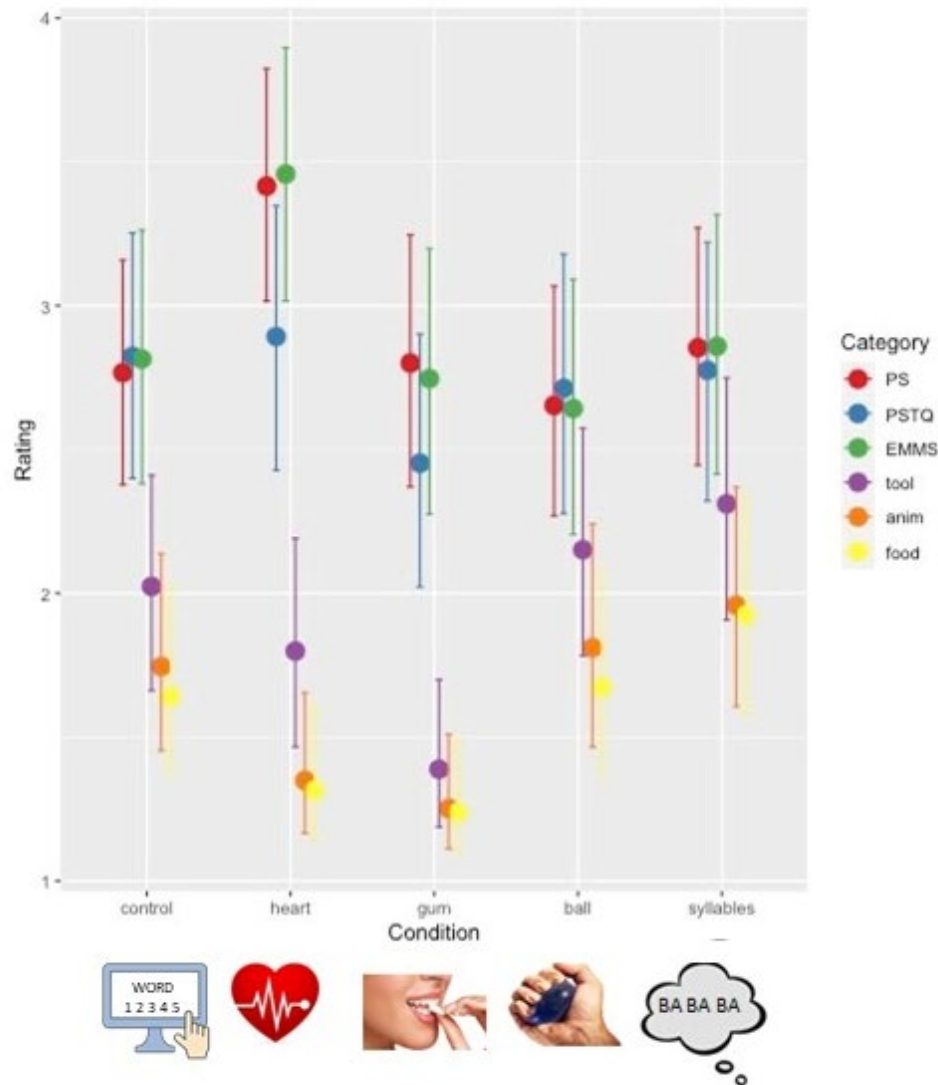 4
3
2
1
Rating
control heart gum ball syllables
Condition
Category
PS
PSTQ
EMMS
tool
anim
food
WORD
1 2 3 4 5
BA BA BA